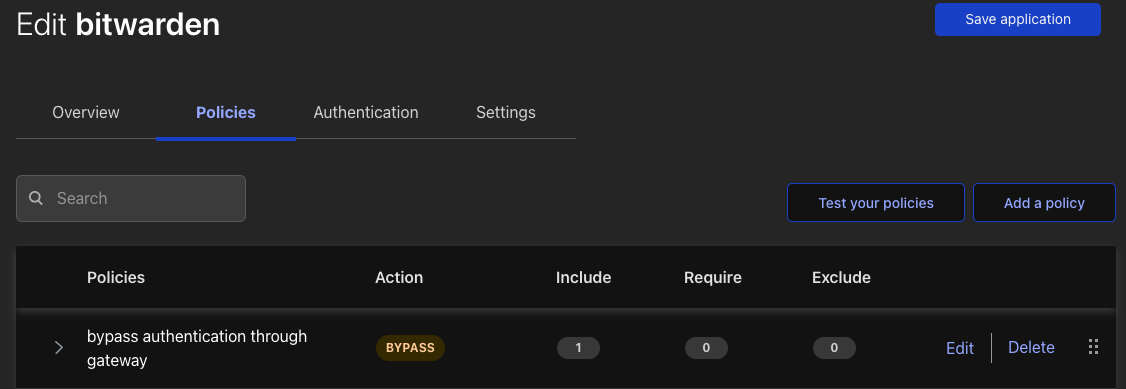 Edit bitwarden
Save application
Overview Policies Authentication Settings
Search
Test your policies Add a policy
Policies Action Include Require Exclude
bypass authentication through
gateway
BYPASS 1 0 0 Edit Delete